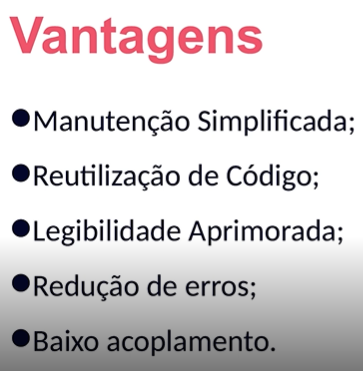 Vantagens
●Manutenção Simplificada;
●Reutilização de Código;
●Legibilidade Aprimorada;
●Redução de erros;
●Baixo acoplamento.